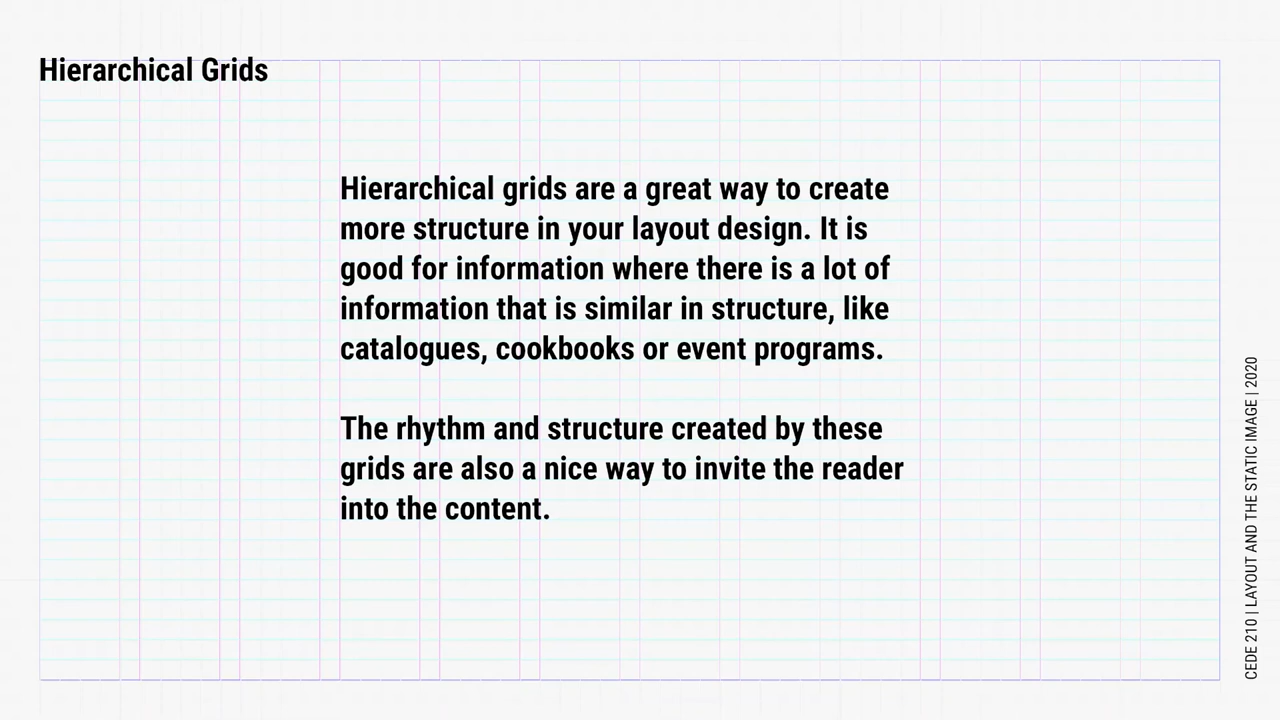 Hierarchical Grids
Hierarchical grids are a great way to create
more structure in your layout design. It is
good for information where there is a lot of
information that is similar in structure, like
catalogues, cookbooks or event programs.
The rhythm and structure created by these
grids are also a nice way to invite the reader
into the content.
CEDE 210 | LAYOUT AND THE STATIC IMAGE | 2020